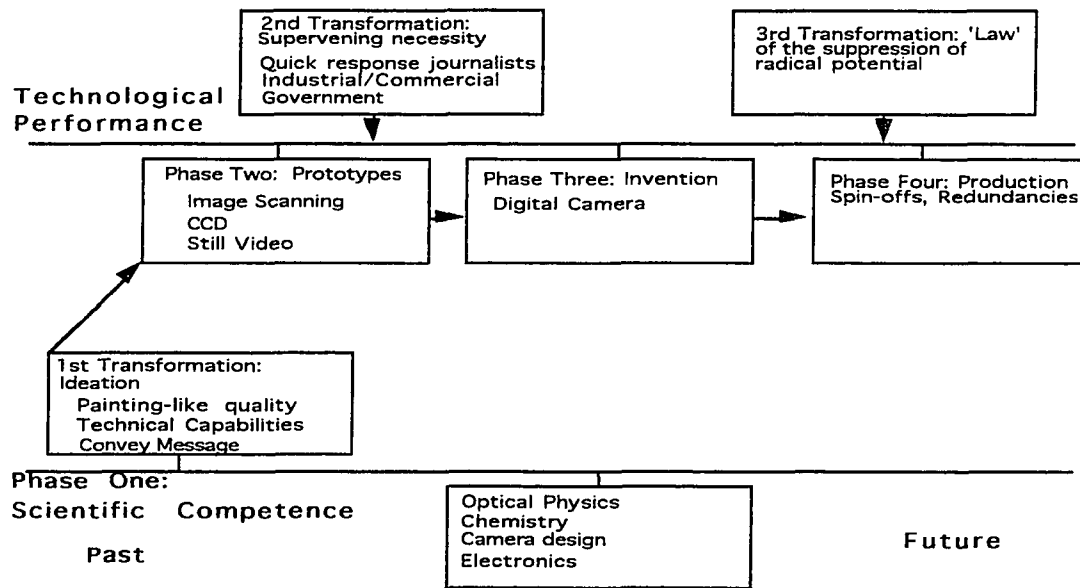 2nd Transformation:
Supervening necessity
Quick response journalists
Industrial/Commercial
Government
3rd Transformation: 'Law'
of the suppression of
radical potential
Technological
Performance
Phase Two: Prototypes
Image Scanning
CCD
Still Video
Phase Three: Invention
Digital Camera
Phase Four: Production
Spin-offs, Redundancies
1st Transformation:
Ideation
Painting-like quality
Technical Capabilities
Convey Message
Phase One:
Scientific Competence
Past
Optical Physics
Chemistry
Camera design
Electronics
Future